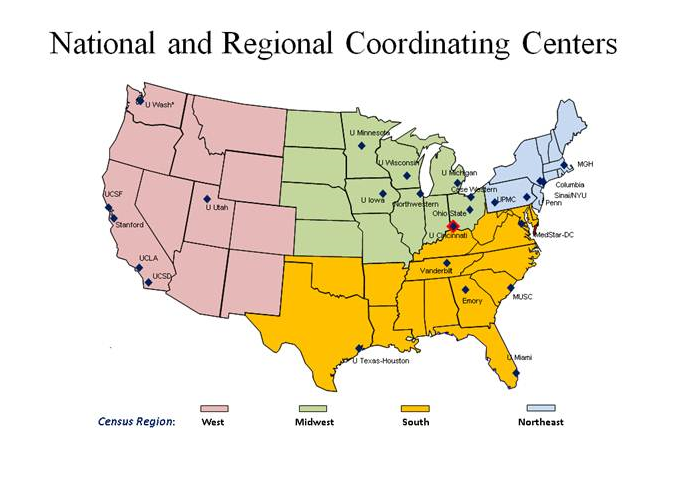 National and Regional Coordinating Centers
U Wash*
U Minnesota
U Wisconsin
MGH
U Michigan
Columbia
Case Western
UCSF
U Utah
U Iowa
Northwestern
UPMC
Sinai/NYU
U Penn
Ohio State
Stanford
U Cincinnati
MedStar-DC
UCLA
Vanderbilt
UCSD
Emory
MUSC
U Texas-Houston
U Miami
Census Region: West Midwest South Northeast